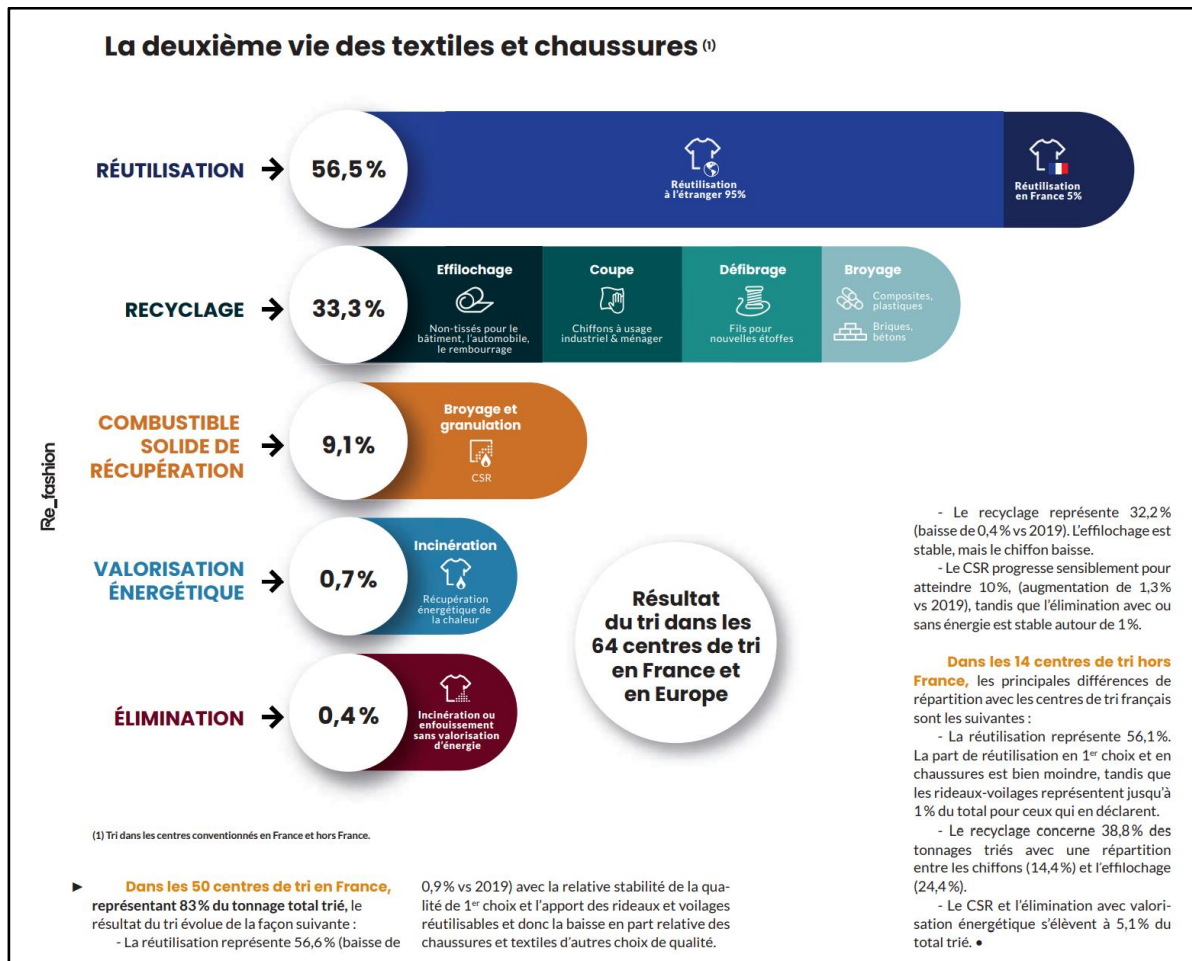 La deuxième vie des textiles et chaussures (1)
RÉUTILISATION → 56,5 %
Réutilisation
à l'étranger 95%
Réutilisation
en France 5%
RECYCLAGE → 33,3 %
Effilochage
Non-tissés pour le
bâtiment, l'automobile,
le rembourrage
Coupe
Chiffons à usage
industriel & ménager
Défibrage
Fils pour
nouvelles étoffes
Broyage
Composites,
plastiques
Briques,
bétons
COMBUSTIBLE
SOLIDE DE
RÉCUPÉRATION
→ 9,1 %
Broyage et
granulation
CSR
Re_fashion
VALORISATION
ÉNERGÉTIQUE
→ 0,7 %
Incinération
Récupération
énergétique de
la chaleur
ÉLIMINATION → 0,4 %
Incinération ou
enfouissement
sans valorisation
d'énergie
Résultat
du tri dans les
64 centres de tri
en France et
en Europe
(1) Tri dans les centres conventionnés en France et hors France.
► Dans les 50 centres de tri en France,
représentant 83 % du tonnage total trié, le
résultat du tri évolue de la façon suivante :
- La réutilisation représente 56,6 % (baisse de
0,9 % vs 2019) avec la relative stabilité de la qua-
lité de 1er choix et l'apport des rideaux et voilages
réutilisables et donc la baisse en part relative des
chaussures et textiles d'autres choix de qualité.
- Le recyclage représente 32,2 %
(baisse de 0,4 % vs 2019). L'effilochage est
stable, mais le chiffon baisse.
- Le CSR progresse sensiblement pour
atteindre 10 %, (augmentation de 1,3 %
vs 2019), tandis que l'élimination avec ou
sans énergie est stable autour de 1 %.
Dans les 14 centres de tri hors
France, les principales différences de
répartition avec les centres de tri français
sont les suivantes :
- La réutilisation représente 56,1 %.
La part de réutilisation en 1er choix et en
chaussures est bien moindre, tandis que
les rideaux-voilages représentent jusqu'à
1 % du total pour ceux qui en déclarent.
- Le recyclage concerne 38,8 % des
tonnages triés avec une répartition
entre les chiffons (14,4 %) et l'effilochage
(24,4 %).
- Le CSR et l'élimination avec valori-
sation énergétique s'élèvent à 5,1 % du
total trié. •